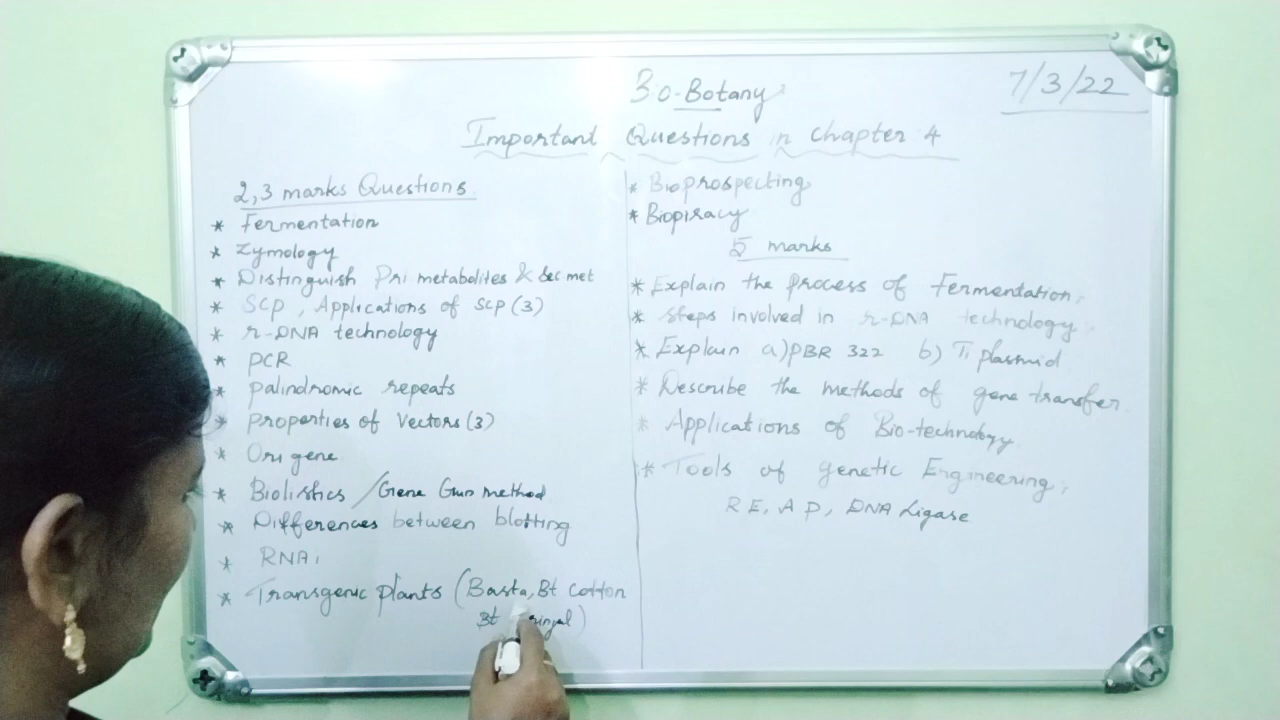 Bio-Botany
7/3/22
Important Questions in chapter 4
2,3 marks Questions
* Fermentation
* Zymology
* Distinguish Pri metabolites & Sec met
* SCP, Applications of SCP (3)
* r-DNA technology
* PCR
* palindromic repeats
* properties of Vectors (3)
* Ori gene
* Biolistics / Gene Gun method
* Differences between blotting
* RNAi
* Transgenic plants (Basta, Bt cotton
Bt
* Bioprospecting
* Biopiracy
5 marks
* Explain the process of Fermentation.
* Steps involved in r-DNA technology.
* Explain a) PBR 322 b) Ti plasmid
* Describe the methods of gene transfer.
* Applications of Bio-technology.
* Tools of genetic Engineering.
RE, AP, DNA Ligase